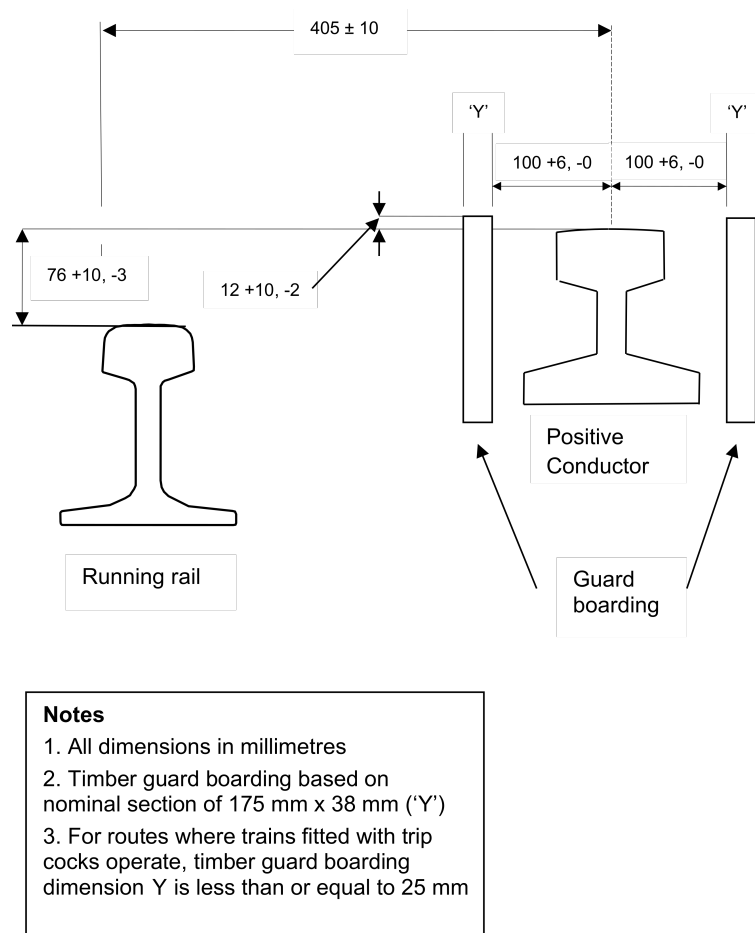 405 ± 10
‘Y’
‘Y’
100 +6, -0
100 +6, -0
76 +10, -3
12 +10, -2
Positive
Conductor
Running rail
Guard
boarding
Notes
1. All dimensions in millimetres
2. Timber guard boarding based on
nominal section of 175 mm x 38 mm (‘Y’)
3. For routes where trains fitted with trip
cocks operate, timber guard boarding
dimension Y is less than or equal to 25 mm